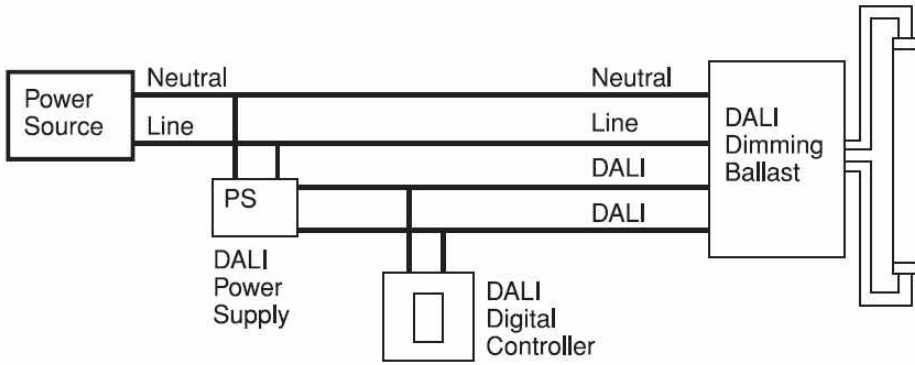 Power
Source
Neutral
Line
Neutral
Line
DALI
DALI
PS
DALI
Power
Supply
DALI
Digital
Controller
DALI
Dimming
Ballast